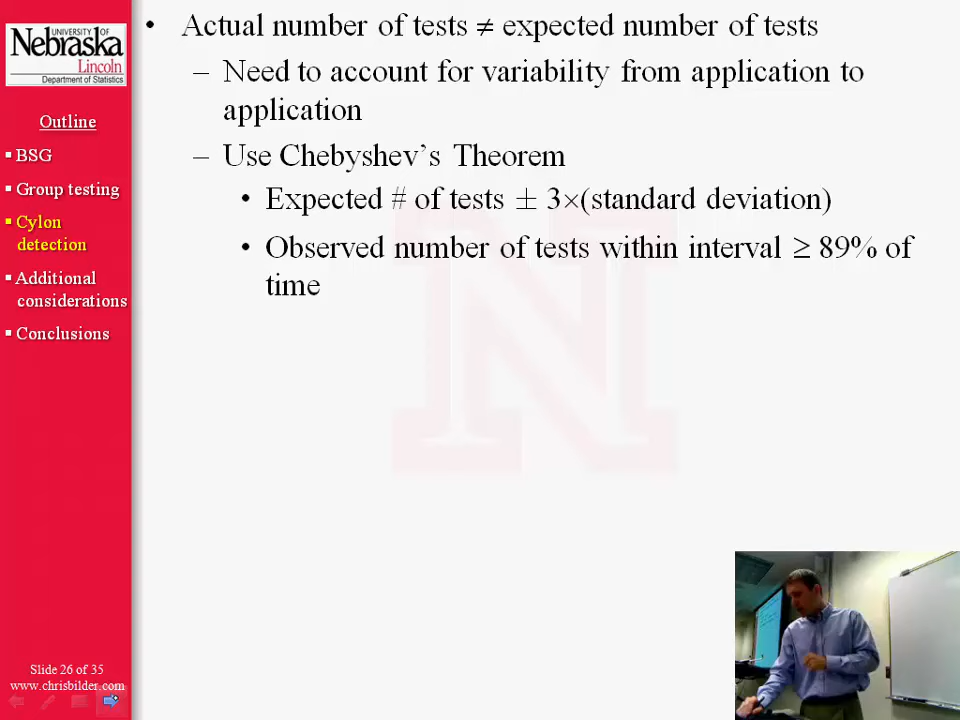 UNIVERSITY OF
Nebraska
Lincoln
Department of Statistics
Outline
▪ BSG
▪ Group testing
▪ Cylon
detection
▪ Additional
considerations
▪ Conclusions
Slide 26 of 35
www.chrisbilder.com
• Actual number of tests ≠ expected number of tests
– Need to account for variability from application to
application
– Use Chebyshev’s Theorem
• Expected # of tests ± 3×(standard deviation)
• Observed number of tests within interval ≥ 89% of
time
N